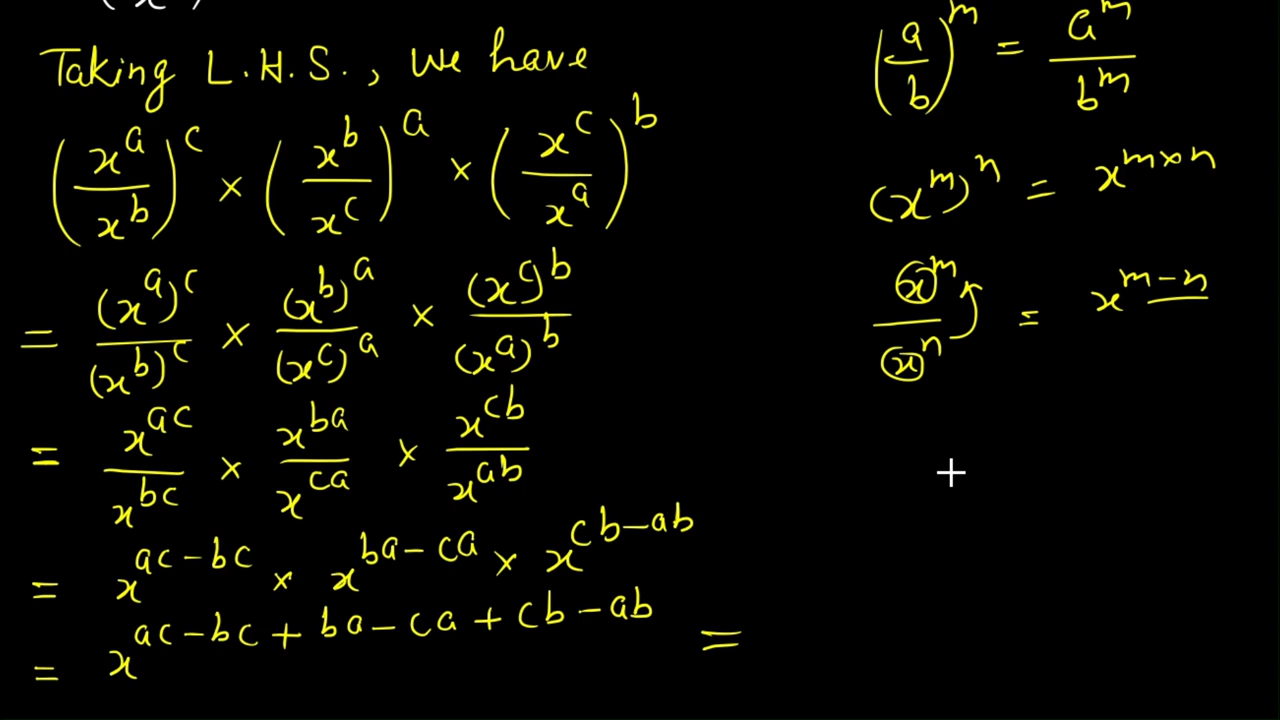 (x )
Taking L.H.S., we have
(x^a/x^b)^c × (x^b/x^c)^a × (x^c/x^a)^b
= (x^a)^c/(x^b)^c × (x^b)^a/(x^c)^a × (x^c)^b/(x^a)^b
= x^ac/x^bc × x^ba/x^ca × x^cb/x^ab
= x^(ac-bc) × x^(ba-ca) × x^(cb-ab)
= x^(ac-bc+ba-ca+cb-ab) =
(a/b)^m = a^m/b^m
(x^m)^n = x^(m×n)
x^m/x^n = x^(m-n)